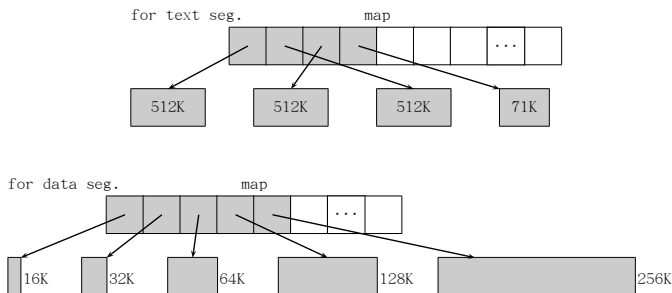 for text seg. map
...
512K 512K 512K 71K
for data seg. map
...
16K 32K 64K 128K 256K